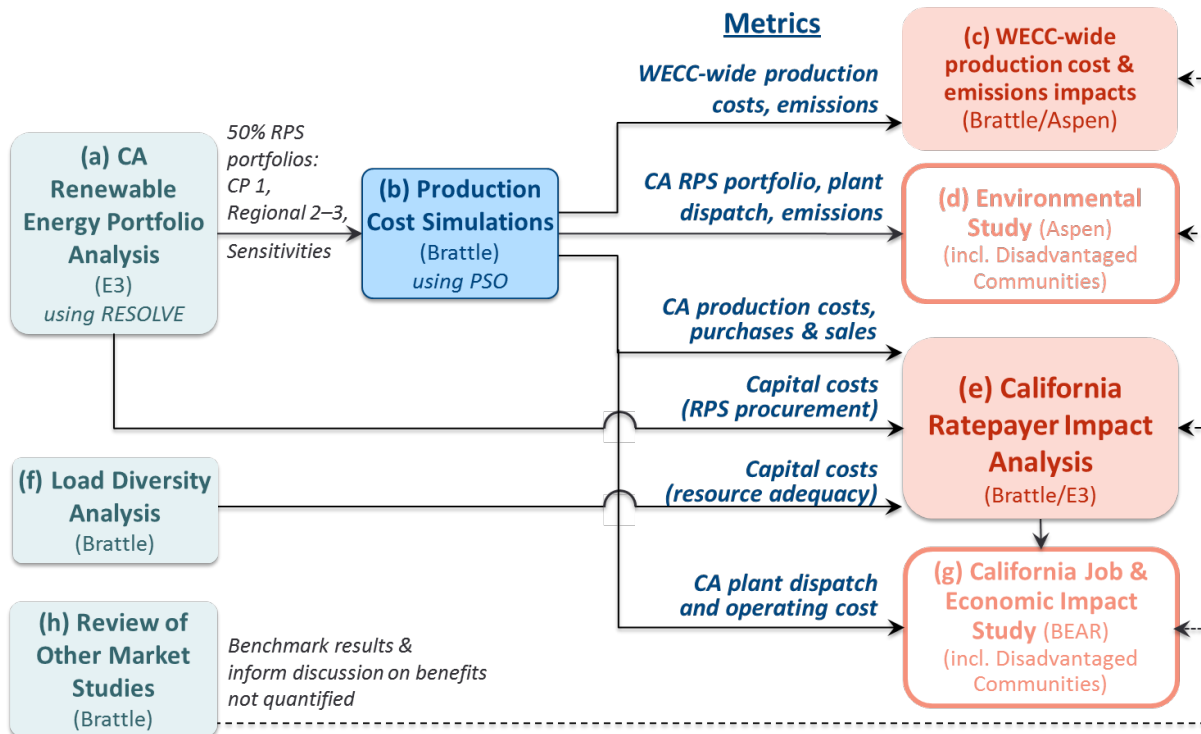 Metrics
(a) CA
Renewable
Energy Portfolio
Analysis
(E3)
using RESOLVE
50% RPS
portfolios:
CP 1,
Regional 2–3,
Sensitivities
(b) Production
Cost Simulations
(Brattle)
using PSO
WECC-wide production
costs, emissions
(c) WECC-wide
production cost &
emissions impacts
(Brattle/Aspen)
CA RPS portfolio, plant
dispatch, emissions
(d) Environmental
Study (Aspen)
(incl. Disadvantaged
Communities)
CA production costs,
purchases & sales
Capital costs
(RPS procurement)
(e) California
Ratepayer Impact
Analysis
(Brattle/E3)
(f) Load Diversity
Analysis
(Brattle)
Capital costs
(resource adequacy)
CA plant dispatch
and operating cost
(g) California Job &
Economic Impact
Study (BEAR)
(incl. Disadvantaged
Communities)
(h) Review of
Other Market
Studies
(Brattle)
Benchmark results &
inform discussion on benefits
not quantified